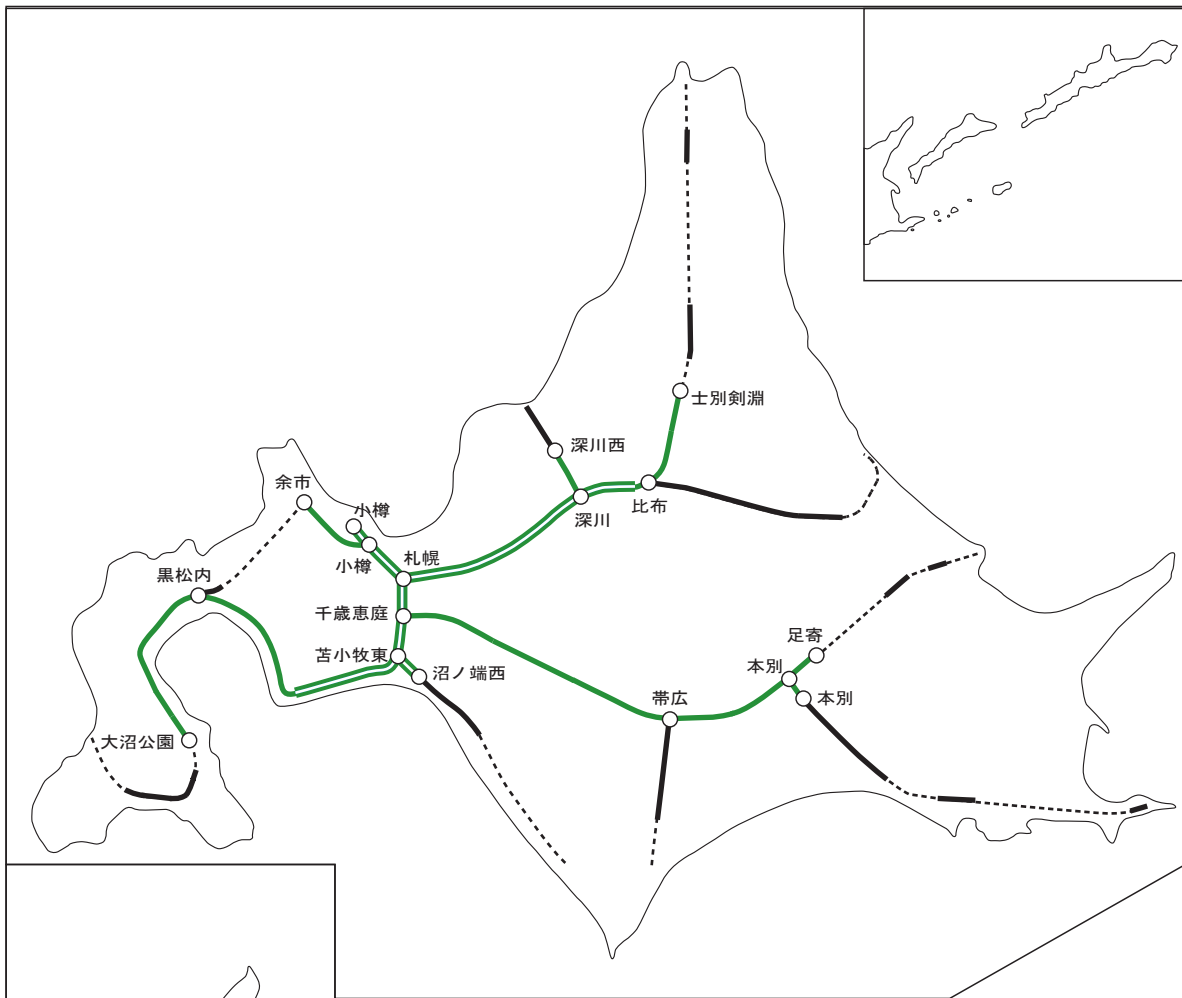 士別剣淵
深川西
余市
比布
小樽
深川
小樽
札幌
黒松内
千歳恵庭
足寄
苫小牧東
沼ノ端西
本別
帯広
本別
大沼公園